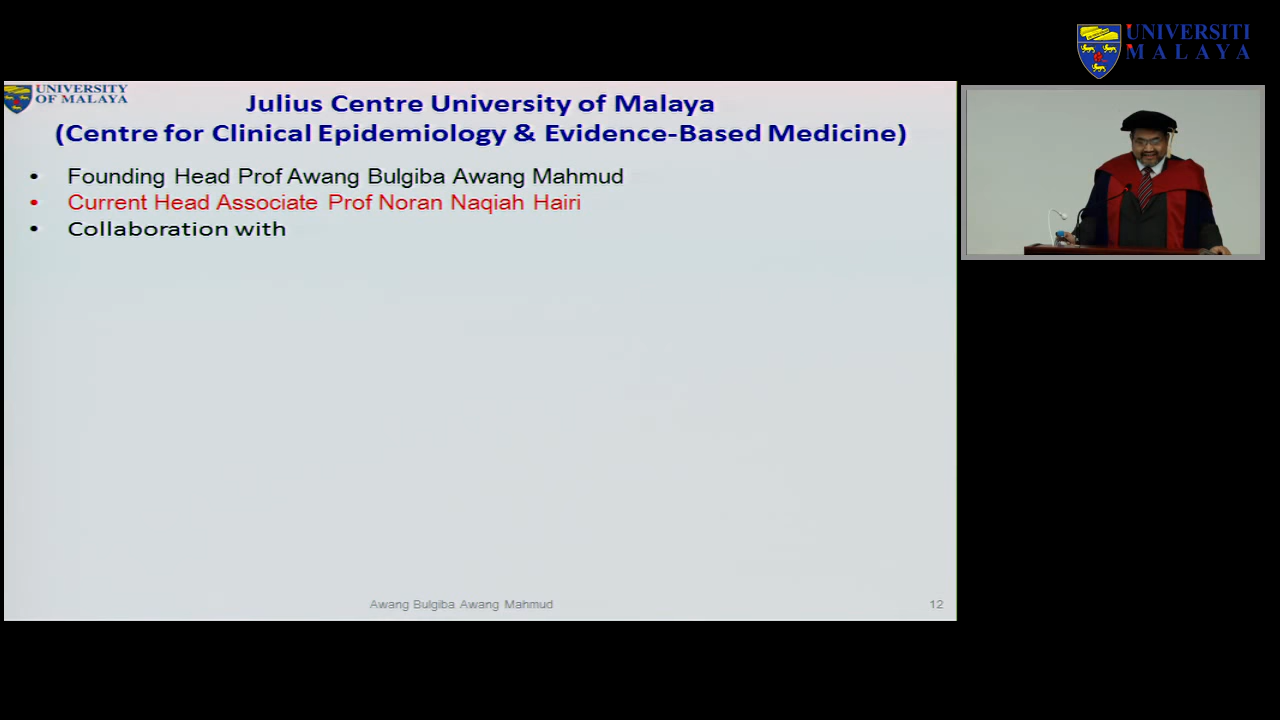 UNIVERSITI
MALAYA
UNIVERSITY
OF MALAYA
Julius Centre University of Malaya
(Centre for Clinical Epidemiology & Evidence-Based Medicine)
• Founding Head Prof Awang Bulgiba Awang Mahmud
• Current Head Associate Prof Noran Naqiah Hairi
• Collaboration with
Awang Bulgiba Awang Mahmud
12